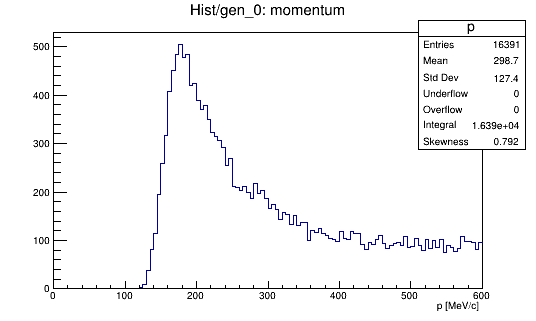 Hist/gen_0: momentum
p
Entries 16391
Mean 298.7
Std Dev 127.4
Underflow 0
Overflow 0
Integral 1.639e+04
Skewness 0.792
500
400
300
200
100
0
0 100 200 300 400 500 600
p [MeV/c]